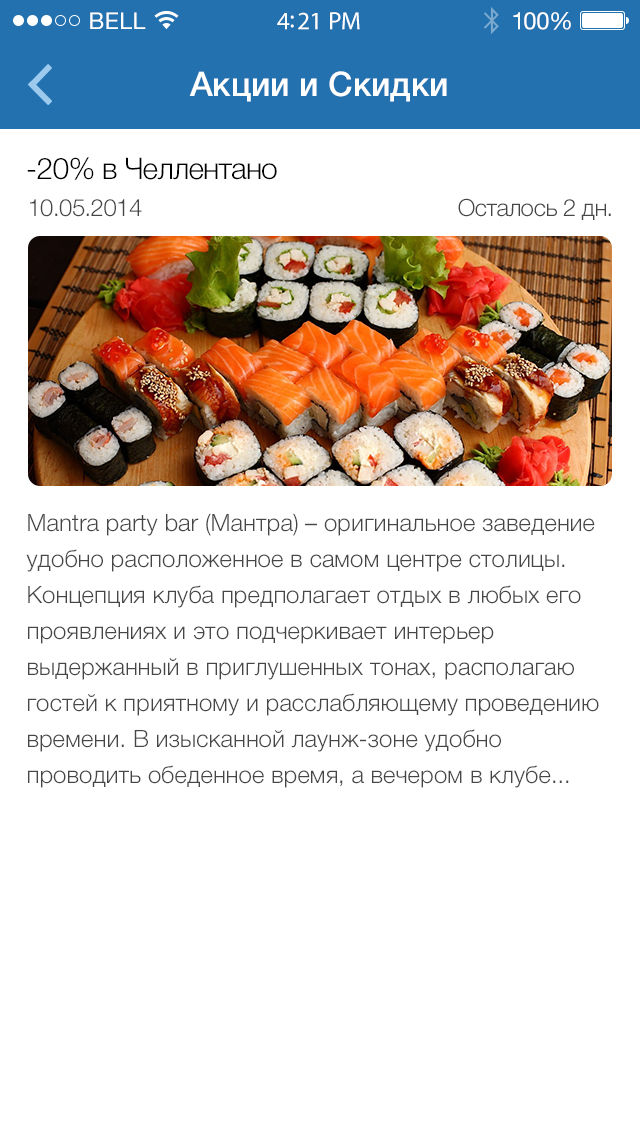 BELL 4:21 PM 100%
Акции и Скидки
-20% в Челлентано
10.05.2014 Осталось 2 дн.
Mantra party bar (Мантра) – оригинальное заведение
удобно расположенное в самом центре столицы.
Концепция клуба предполагает отдых в любых его
проявлениях и это подчеркивает интерьер
выдержанный в приглушенных тонах, располагаю
гостей к приятному и расслабляющему проведению
времени. В изысканной лаунж-зоне удобно
проводить обеденное время, а вечером в клубе...